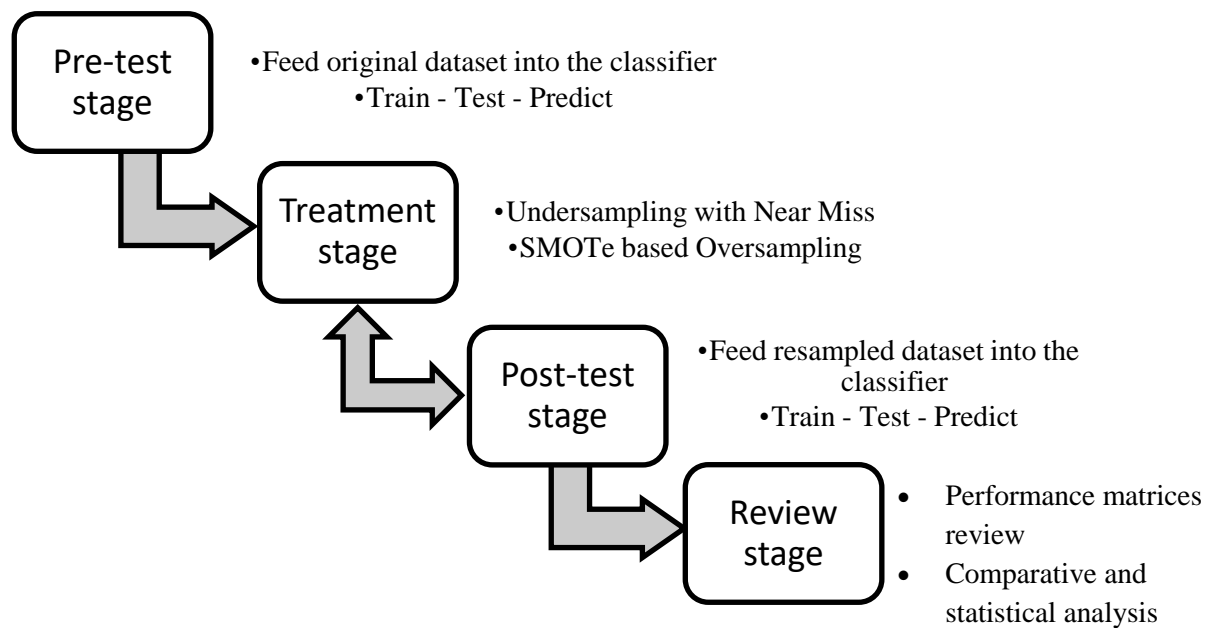 Pre-test
stage
•Feed original dataset into the classifier
•Train - Test - Predict
Treatment
stage
•Undersampling with Near Miss
•SMOTe based Oversampling
Post-test
stage
•Feed resampled dataset into the
classifier
•Train - Test - Predict
Review
stage
• Performance matrices
review
• Comparative and
statistical analysis